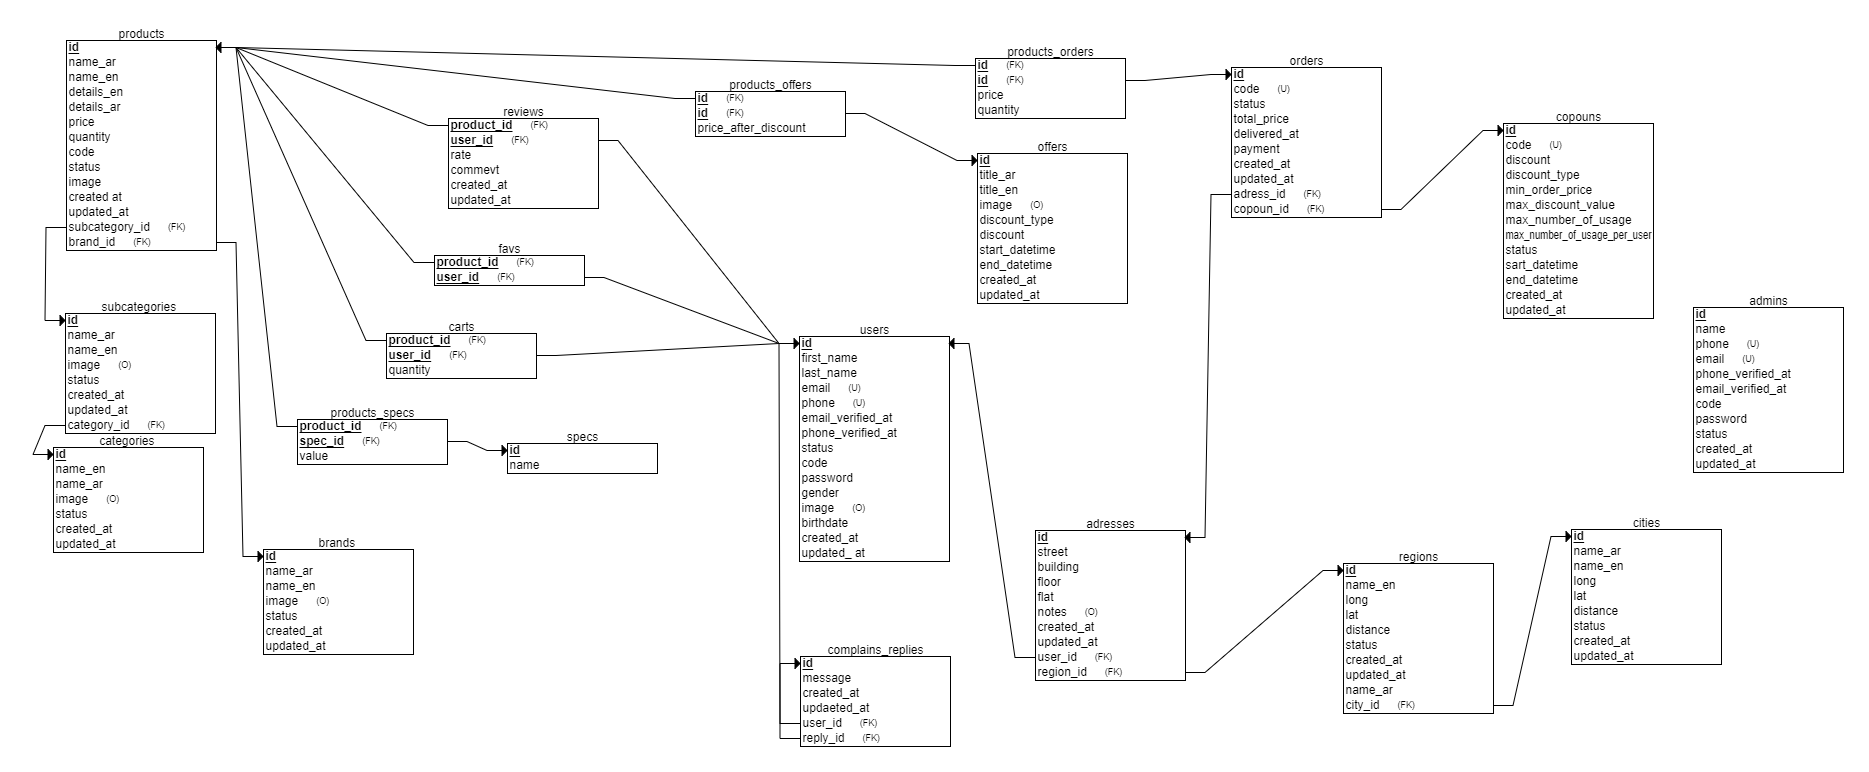 products
id
name_ar
name_en
details_en
details_ar
price
quantity
code
status
image
created at
updated_at
subcategory_id (FK)
brand_id (FK)
subcategories
id
name_ar
name_en
image (O)
status
created_at
updated_at
category_id (FK)
categories
id
name_en
name_ar
image (O)
status
created_at
updated_at
brands
id
name_ar
name_en
image (O)
status
created_at
updated_at
reviews
product_id (FK)
user_id (FK)
rate
commevt
created_at
updated_at
favs
product_id (FK)
user_id (FK)
carts
product_id (FK)
user_id (FK)
quantity
products_specs
product_id (FK)
spec_id (FK)
value
specs
id
name
products_offers
id (FK)
id (FK)
price_after_discount
products_orders
id (FK)
id (FK)
price
quantity
offers
id
title_ar
title_en
image (O)
discount_type
discount
start_datetime
end_datetime
created_at
updated_at
users
id
first_name
last_name
email (U)
phone (U)
email_verified_at
phone_verified_at
status
code
password
gender
image (O)
birthdate
created_at
updated_ at
complains_replies
id
message
created_at
updaeted_at
user_id (FK)
reply_id (FK)
orders
id
code (U)
status
total_price
delivered_at
payment
created_at
updated_at
adress_id (FK)
copoun_id (FK)
adresses
id
street
building
floor
flat
notes (O)
created_at
updated_at
user_id (FK)
region_id (FK)
copouns
id
code (U)
discount
discount_type
min_order_price
max_discount_value
max_number_of_usage
max_number_of_usage_per_user
status
sart_datetime
end_datetime
created_at
updated_at
regions
id
name_en
long
lat
distance
status
created_at
updated_at
name_ar
city_id (FK)
cities
id
name_ar
name_en
long
lat
distance
status
created_at
updated_at
admins
id
name
phone (U)
email (U)
phone_verified_at
email_verified_at
code
password
status
created_at
updated_at